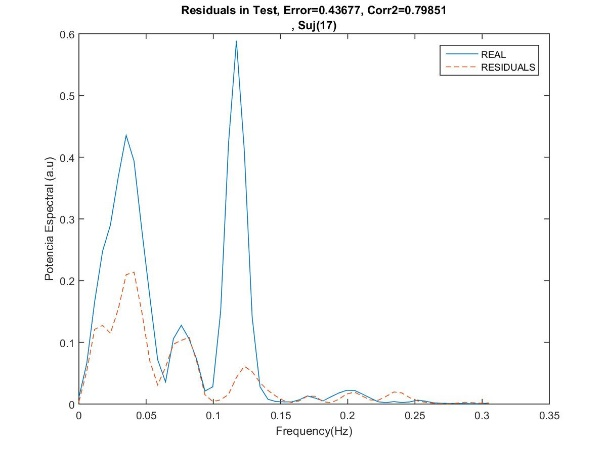 Residuals in Test, Error=0.43677, Corr2=0.79851
, Suj(17)
0.6
0.5
0.4
0.3
0.2
0.1
0
Potencia Espectral (a.u)
REAL
RESIDUALS
0 0.05 0.1 0.15 0.2 0.25 0.3 0.35
Frequency(Hz)